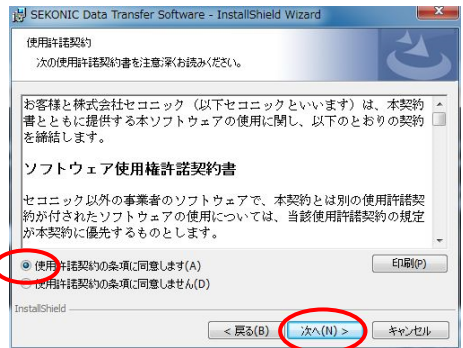 SEKONIC Data Transfer Software - InstallShield Wizard
使用許諾契約
次の使用許諾契約書を注意深くお読みください。
お客様と株式会社セコニック（以下セコニックといいます）は、本契約
書とともに提供する本ソフトウェアの使用に関し、以下のとおりの契約
を締結します。
ソフトウェア使用権許諾契約書
セコニック以外の事業者のソフトウェアで、本契約とは別の使用許諾契
約が付されたソフトウェアの使用については、当該使用許諾契約の規定
が本契約に優先するものとします。
使用許諾契約の条項に同意します(A)
印刷(P)
使用許諾契約の条項に同意しません(D)
InstallShield
< 戻る(B)
次へ(N) >
キャンセル